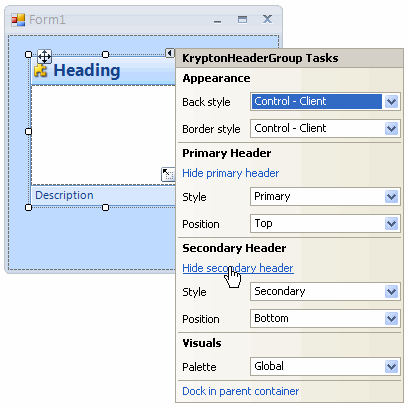 Form1
Heading
Description
KryptonHeaderGroup Tasks
Appearance
Back style Control - Client
Border style Control - Client
Primary Header
Hide primary header
Style Primary
Position Top
Secondary Header
Hide secondary header
Style Secondary
Position Bottom
Visuals
Palette Global
Dock in parent container